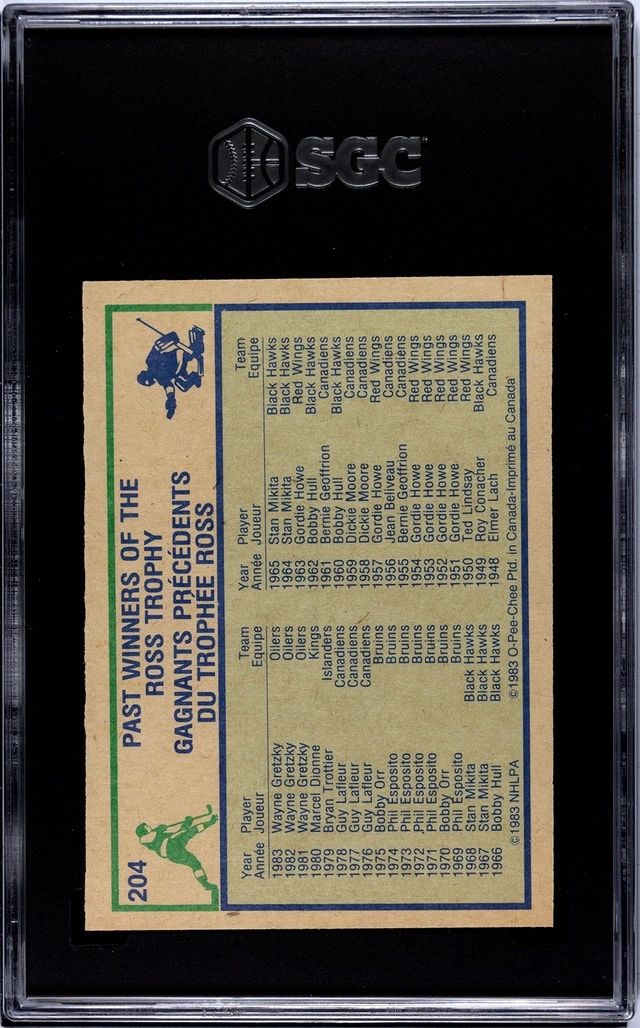 SGC
204
PAST WINNERS OF THE
ROSS TROPHY
GAGNANTS PRÉCÉDENTS
DU TROPHÉE ROSS
Year Player Team
Année Joueur Equipe
1983 Wayne Gretzky Oilers
1982 Wayne Gretzky Oilers
1981 Wayne Gretzky Oilers
1980 Marcel Dionne Kings
1979 Bryan Trottier Islanders
1978 Guy Lafleur Canadiens
1977 Guy Lafleur Canadiens
1976 Guy Lafleur Canadiens
1975 Bobby Orr Bruins
1974 Phil Esposito Bruins
1973 Phil Esposito Bruins
1972 Phil Esposito Bruins
1971 Phil Esposito Bruins
1970 Bobby Orr Bruins
1969 Phil Esposito Bruins
1968 Stan Mikita Black Hawks
1967 Stan Mikita Black Hawks
1966 Bobby Hull Black Hawks
Year Player Team
Année Joueur Equipe
1965 Stan Mikita Black Hawks
1964 Stan Mikita Black Hawks
1963 Gordie Howe Red Wings
1962 Bobby Hull Black Hawks
1961 Bernie Geoffrion Canadiens
1960 Bobby Hull Black Hawks
1959 Dickie Moore Canadiens
1958 Dickie Moore Canadiens
1957 Gordie Howe Red Wings
1956 Jean Beliveau Canadiens
1955 Bernie Geoffrion Canadiens
1954 Gordie Howe Red Wings
1953 Gordie Howe Red Wings
1952 Gordie Howe Red Wings
1951 Gordie Howe Red Wings
1950 Ted Lindsay Red Wings
1949 Roy Conacher Black Hawks
1948 Elmer Lach Canadiens
©1983 NHLPA ©1983 O-Pee-Chee Ptd. in Canada-Imprimé au Canada